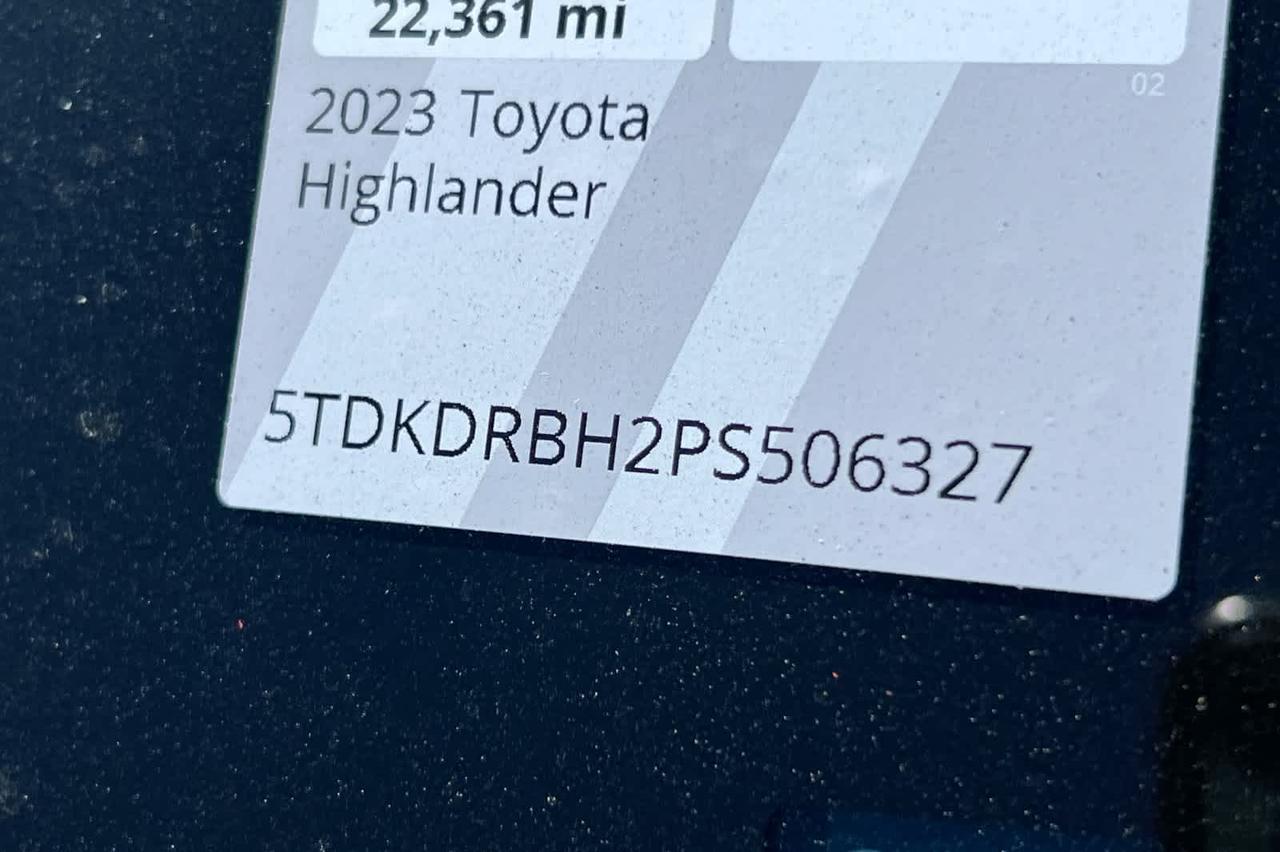 22,361 mi
02
2023 Toyota
Highlander
5TDKDRBH2PS506327